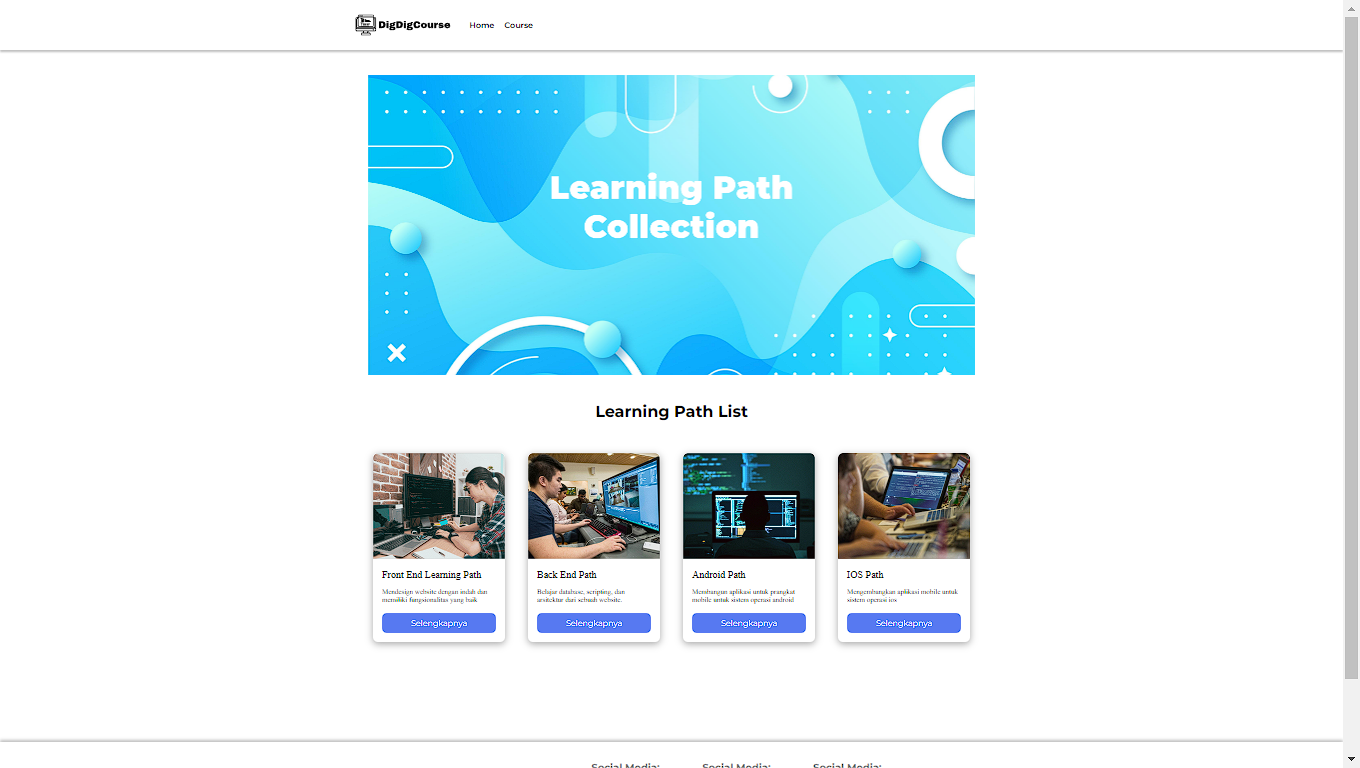 DigDigCourse Home Course
Learning Path
Collection
Learning Path List
Front End Learning Path
Mendesign website dengan indah dan
memiliki fungsionalitas yang baik
Selengkapnya
Back End Path
Belajar database, scripting, dan
arsitektur dari sebuah website.
Selengkapnya
Android Path
Membangun aplikasi untuk prangkat
mobile untuk sistem operasi android
Selengkapnya
IOS Path
Mengembangkan aplikasi mobile untuk
sistem operasi ios
Selengkapnya
Social Media: Social Media: Social Media: